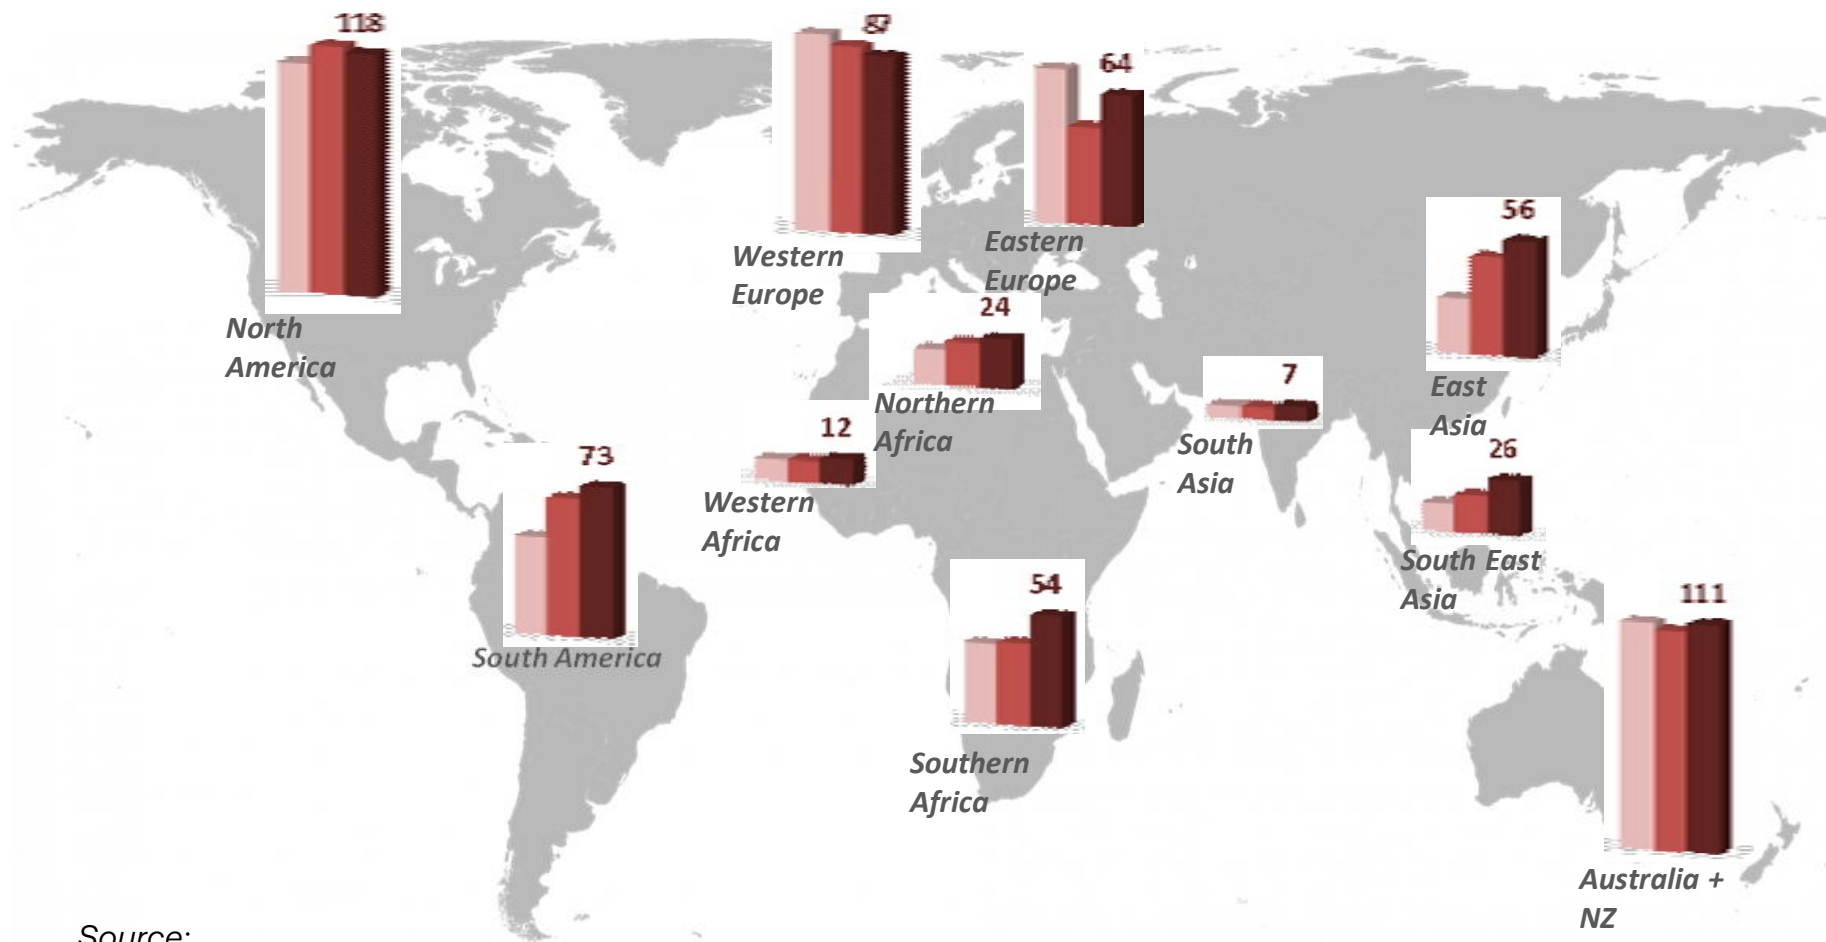 118
North
America
87
Western
Europe
64
Eastern
Europe
56
East
Asia
24
Northern
Africa
7
South
Asia
12
Western
Africa
26
South East
Asia
73
South America
54
Southern
Africa
111
Australia +
NZ
Source: